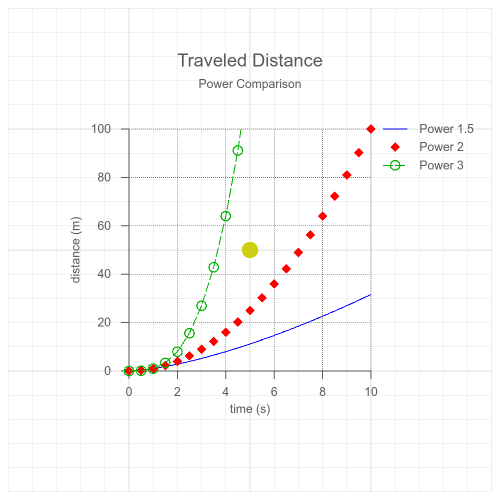 Traveled Distance
Power Comparison
Power 1.5
Power 2
Power 3
100
80
60
40
20
0
distance (m)
0 2 4 6 8 10
time (s)